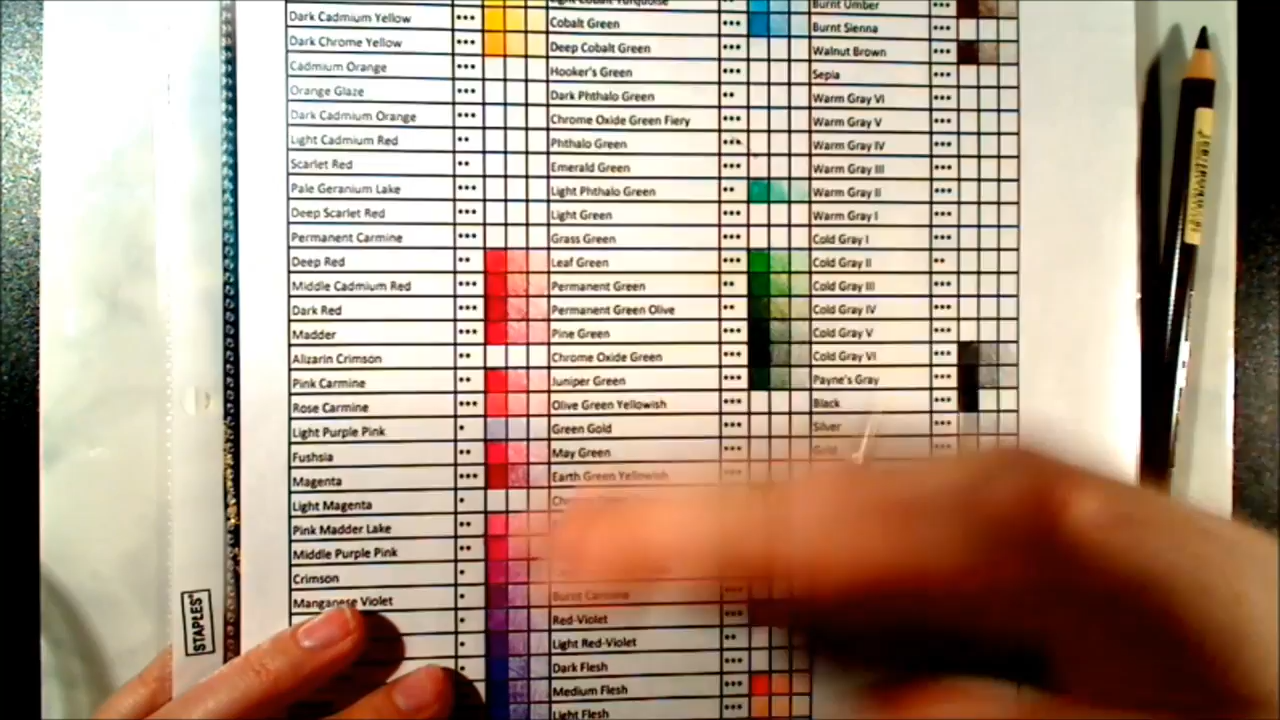 Dark Cadmium Yellow •••
Dark Chrome Yellow •••
Cadmium Orange •••
Orange Glaze •••
Dark Cadmium Orange •••
Light Cadmium Red ••
Scarlet Red ••
Pale Geranium Lake •••
Deep Scarlet Red •••
Permanent Carmine •••
Deep Red ••
Middle Cadmium Red •••
Dark Red •••
Madder •••
Alizarin Crimson ••
Pink Carmine ••
Rose Carmine •••
Light Purple Pink •
Fushsia ••
Magenta •••
Light Magenta •
Pink Madder Lake ••
Middle Purple Pink ••
Crimson •
Manganese Violet •
Light Cobalt Turquoise
Cobalt Green •••
Deep Cobalt Green •••
Hooker's Green •••
Dark Phthalo Green ••
Chrome Oxide Green Fiery •••
Phthalo Green •••
Emerald Green •••
Light Phthalo Green ••
Light Green •••
Grass Green •••
Leaf Green •••
Permanent Green ••
Permanent Green Olive •••
Pine Green •••
Chrome Oxide Green •••
Juniper Green •••
Olive Green Yellowish •••
Green Gold •••
May Green •••
Earth Green Yellowish •••
Burnt Carmine •••
Red-Violet •••
Light Red-Violet ••
Dark Flesh •••
Medium Flesh •••
Light Flesh
Burnt Umber
Burnt Sienna •••
Walnut Brown •••
Sepia •••
Warm Gray VI •••
Warm Gray V •••
Warm Gray IV •••
Warm Gray III •••
Warm Gray II •••
Warm Gray I •••
Cold Gray I •••
Cold Gray II ••
Cold Gray III •••
Cold Gray IV •••
Cold Gray V •••
Cold Gray VI •••
Payne's Gray •••
Black •••
Silver •••
Gold •••
STAPLES